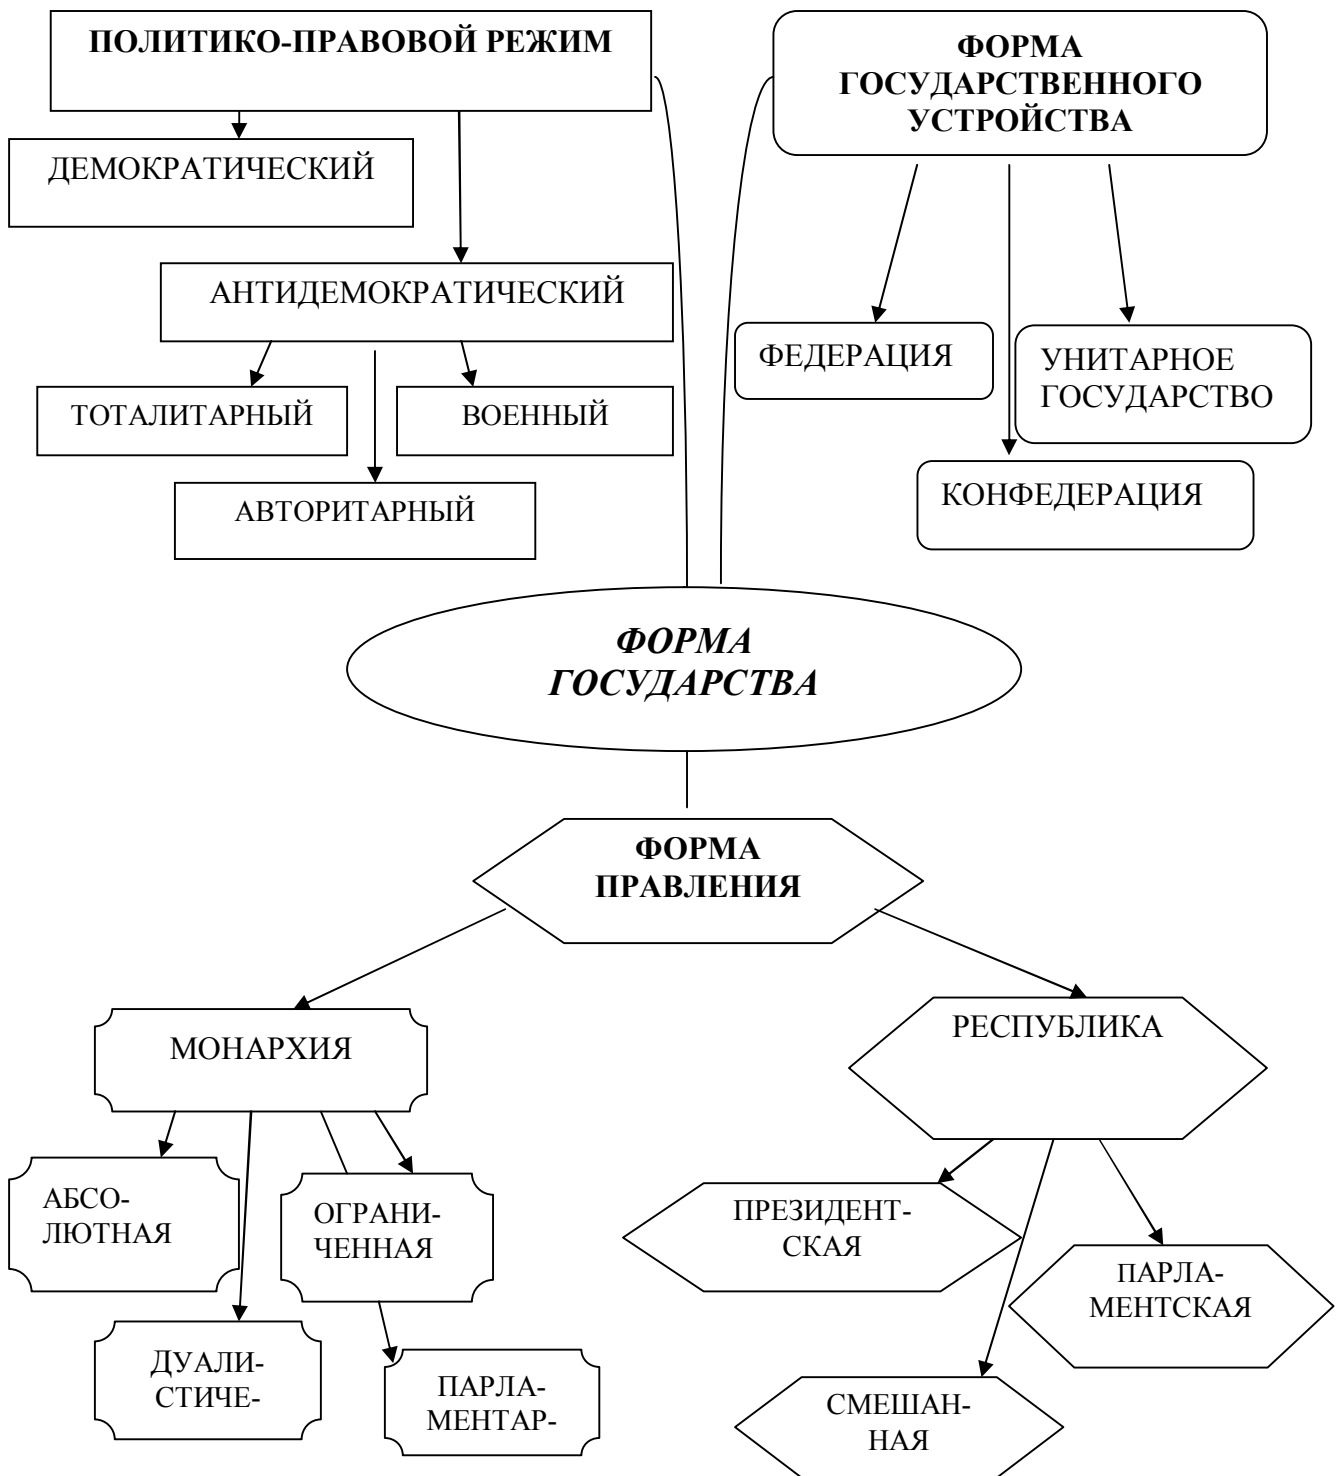 ПОЛИТИКО-ПРАВОВОЙ РЕЖИМ
ФОРМА
ГОСУДАРСТВЕННОГО
УСТРОЙСТВА
ДЕМОКРАТИЧЕСКИЙ
АНТИДЕМОКРАТИЧЕСКИЙ
ФЕДЕРАЦИЯ
УНИТАРНОЕ
ГОСУДАРСТВО
ТОТАЛИТАРНЫЙ
ВОЕННЫЙ
АВТОРИТАРНЫЙ
КОНФЕДЕРАЦИЯ
ФОРМА
ГОСУДАРСТВА
ФОРМА
ПРАВЛЕНИЯ
МОНАРХИЯ
РЕСПУБЛИКА
АБСО-
ЛЮТНАЯ
ОГРАНИ-
ЧЕННАЯ
ПРЕЗИДЕНТ-
СКАЯ
ПАРЛА-
МЕНТСКАЯ
ДУАЛИ-
СТИЧЕ-
ПАРЛА-
МЕНТАР-
СМЕШАН-
НАЯ